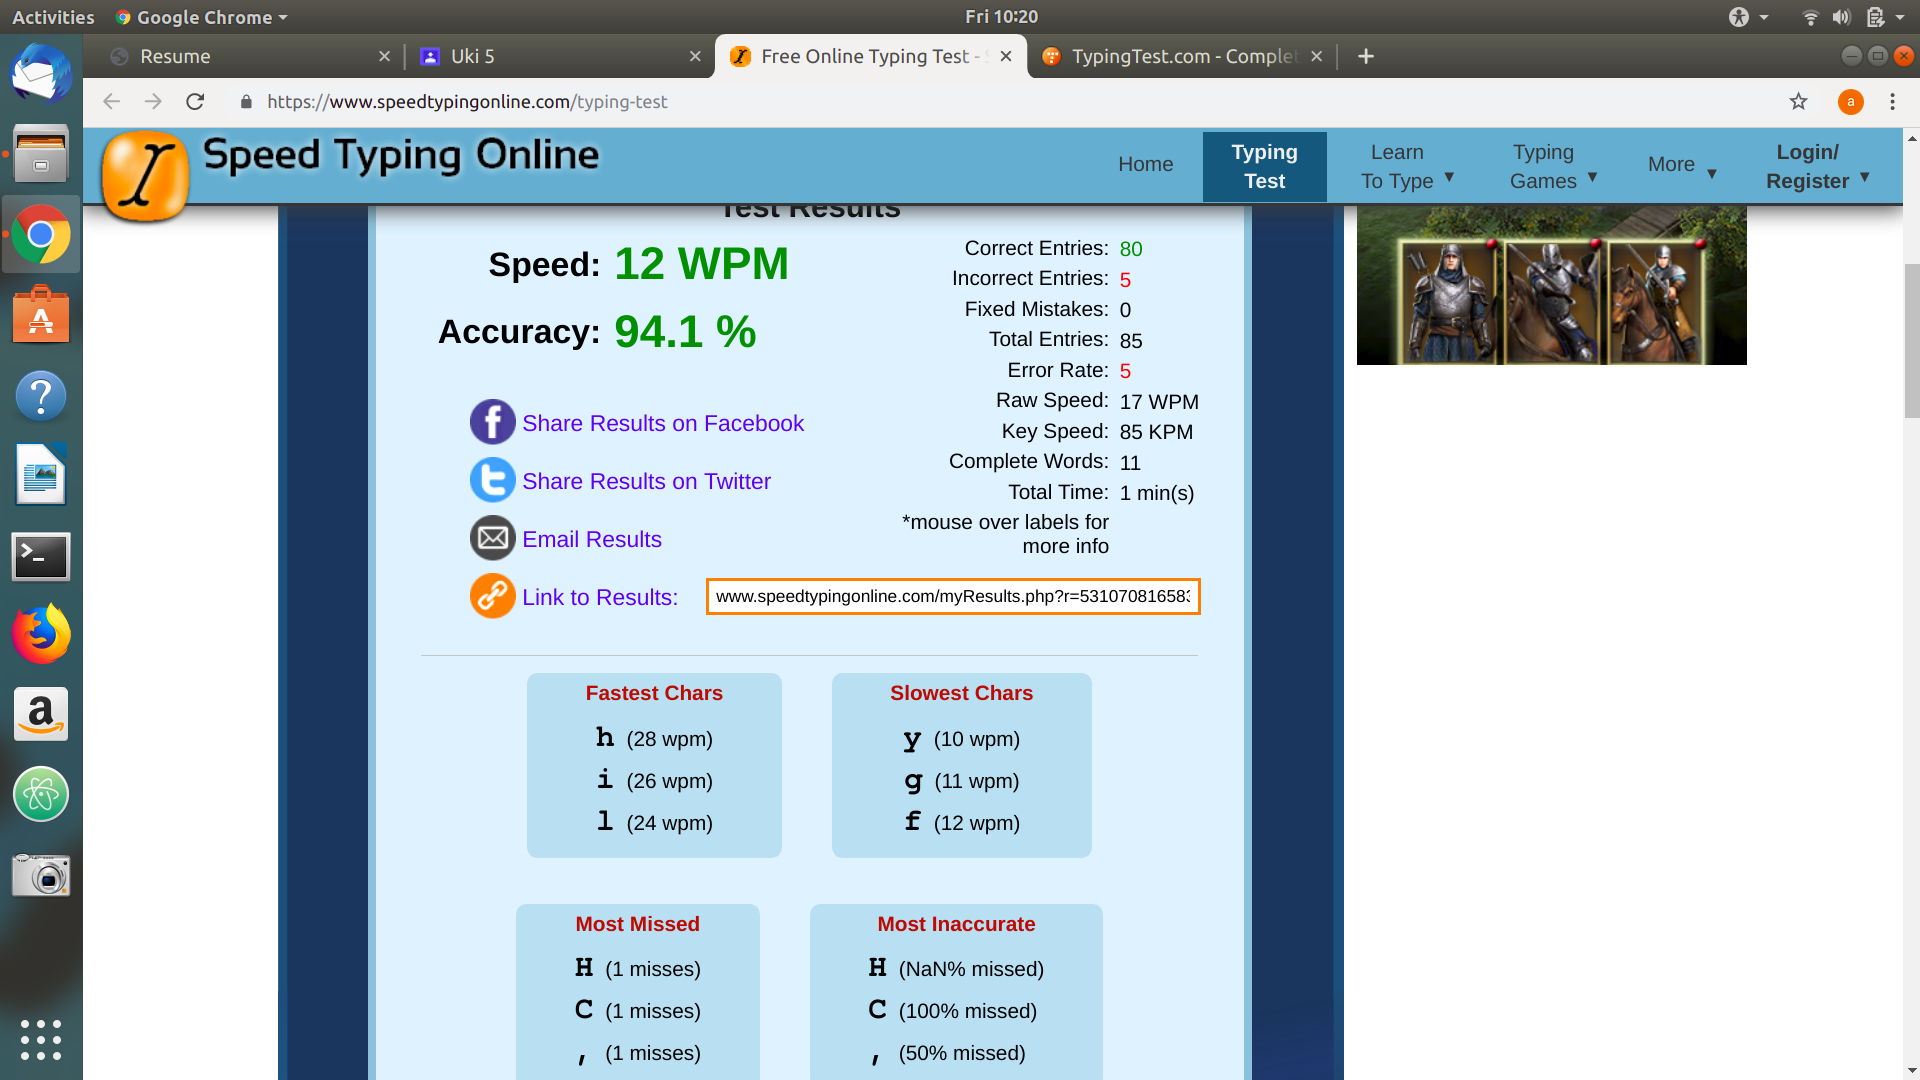 Activities
Google Chrome
Fri 10:20
Resume
Uki 5
Free Online Typing Test -
TypingTest.com - Complet
https://www.speedtypingonline.com/typing-test
a
Speed Typing Online
Home
Typing
Test
Learn
To Type
Typing
Games
More
Login/
Register
Test Results
Speed: 12 WPM
Accuracy: 94.1 %
Correct Entries: 80
Incorrect Entries: 5
Fixed Mistakes: 0
Total Entries: 85
Error Rate: 5
Raw Speed: 17 WPM
Key Speed: 85 KPM
Complete Words: 11
Total Time: 1 min(s)
*mouse over labels for
more info
Share Results on Facebook
Share Results on Twitter
Email Results
Link to Results: www.speedtypingonline.com/myResults.php?r=531070816583
Fastest Chars
h (28 wpm)
i (26 wpm)
l (24 wpm)
Slowest Chars
y (10 wpm)
g (11 wpm)
f (12 wpm)
Most Missed
H (1 misses)
C (1 misses)
, (1 misses)
Most Inaccurate
H (NaN% missed)
C (100% missed)
, (50% missed)